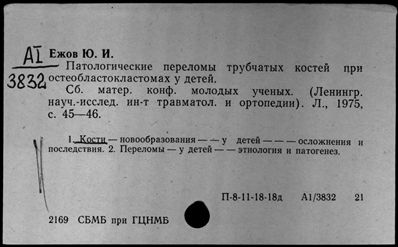 AI Ежов Ю. И.
Патологические переломы трубчатых костей при
3832 остеобластокластомах у детей.
Сб. матер. конф. молодых ученых. (Ленингр.
науч.-исслед. ин-т травматол. и ортопедии). Л., 1975,
с. 45—46.
1. Кости — новообразования — — у детей — — — осложнения и
последствия. 2. Переломы — у детей — — этиология и патогенез.
П-8-11-18-18д А1/3832 21
2169 СБМБ при ГЦНМБ